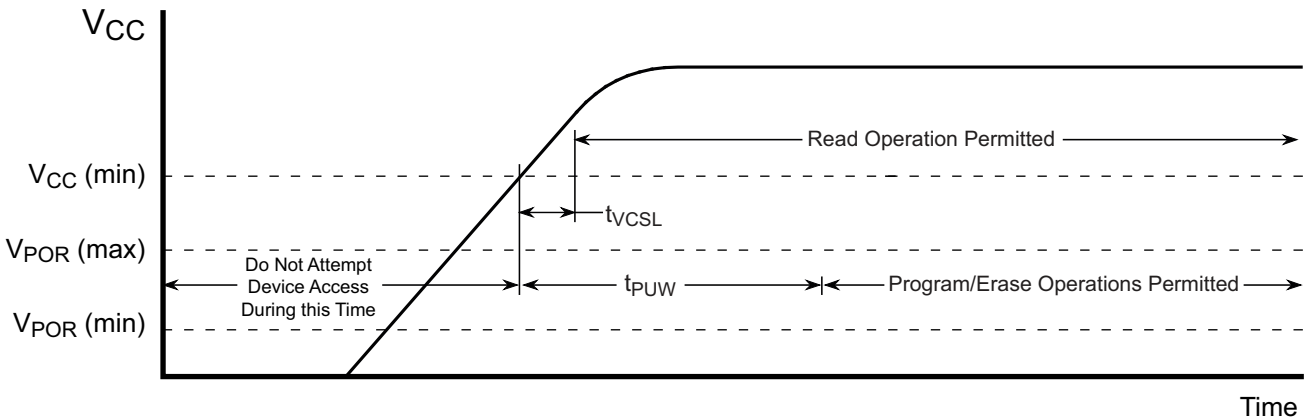 VCC
Read Operation Permitted
VCC (min)
tVCSL
VPOR (max)
Do Not Attempt
Device Access
During this Time
tPUW
Program/Erase Operations Permitted
VPOR (min)
Time